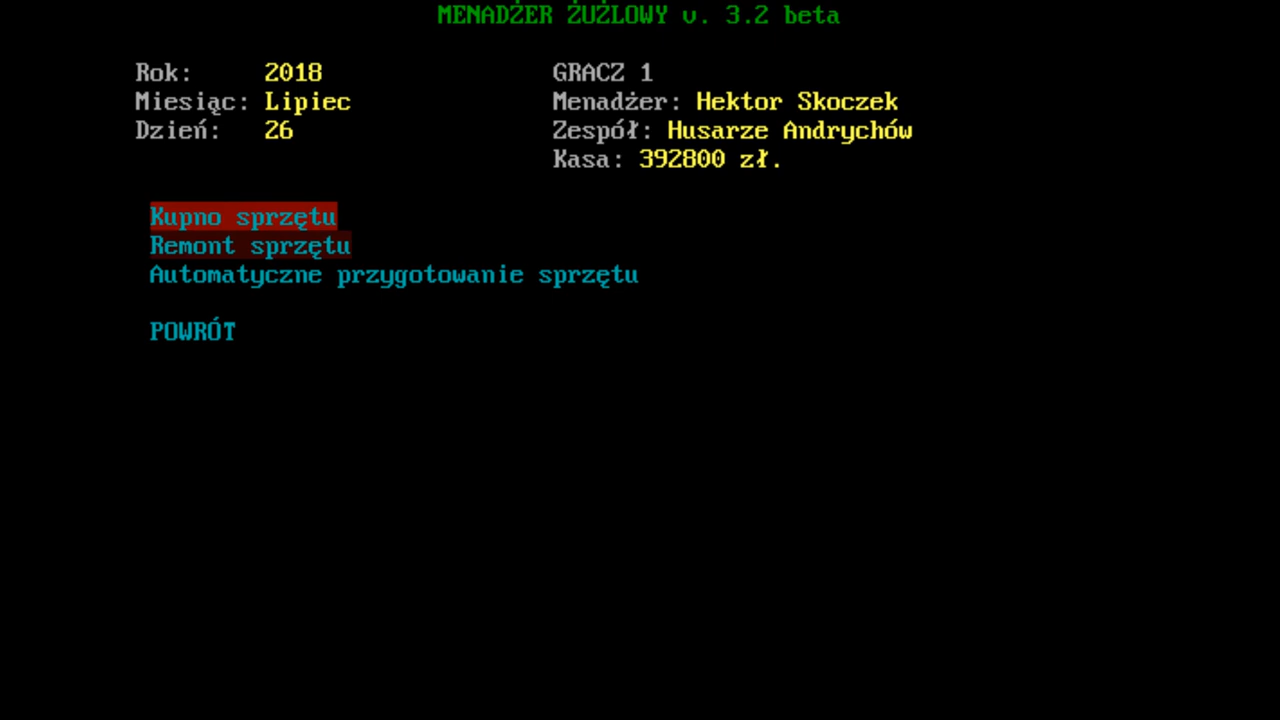 MENADŻER ŻUŻLOWY v. 3.2 beta
Rok: 2018
GRACZ 1
Miesiąc: Lipiec
Menadżer: Hektor Skoczek
Dzień: 26
Zespół: Husarze Andrychów
Kasa: 392800 zł.
Kupno sprzętu
Remont sprzętu
Automatyczne przygotowanie sprzętu
POWRÓT